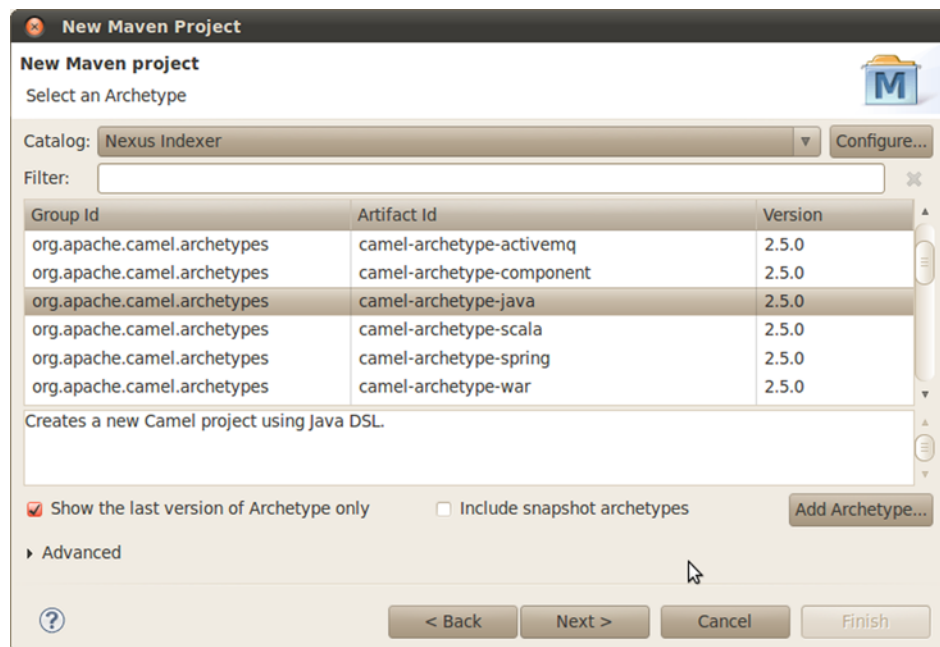 New Maven Project
New Maven project
Select an Archetype
M
Catalog: Nexus Indexer Configure...
Filter:
Group Id Artifact Id Version
org.apache.camel.archetypes camel-archetype-activemq 2.5.0
org.apache.camel.archetypes camel-archetype-component 2.5.0
org.apache.camel.archetypes camel-archetype-java 2.5.0
org.apache.camel.archetypes camel-archetype-scala 2.5.0
org.apache.camel.archetypes camel-archetype-spring 2.5.0
org.apache.camel.archetypes camel-archetype-war 2.5.0
Creates a new Camel project using Java DSL.
Show the last version of Archetype only Include snapshot archetypes Add Archetype...
Advanced
? < Back Next > Cancel Finish